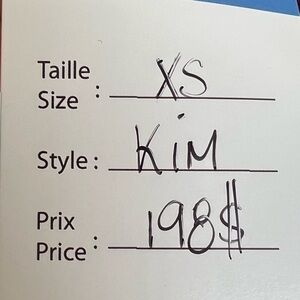 Taille
Size : XS
Style : KiM
Prix
Price : 198$